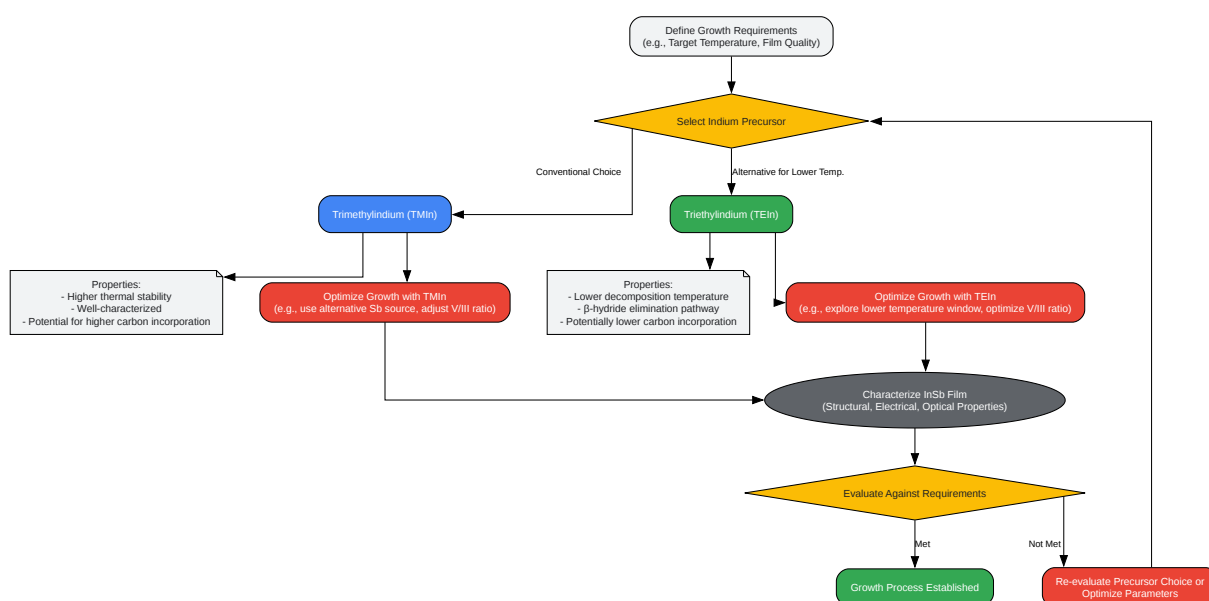 Define Growth Requirements
(e.g., Target Temperature, Film Quality)
Select Indium Precursor
Conventional Choice
Alternative for Lower Temp.
Trimethylindium (TMIn)
Triethylindium (TEIn)
Properties:
- Higher thermal stability
- Well-characterized
- Potential for higher carbon incorporation
Optimize Growth with TMIn
(e.g., use alternative Sb source, adjust V/III ratio)
Properties:
- Lower decomposition temperature
- β-hydride elimination pathway
- Potentially lower carbon incorporation
Optimize Growth with TEIn
(e.g., explore lower temperature window, optimize V/III ratio)
Characterize InSb Film
(Structural, Electrical, Optical Properties)
Evaluate Against Requirements
Met
Not Met
Growth Process Established
Re-evaluate Precursor Choice or
Optimize Parameters